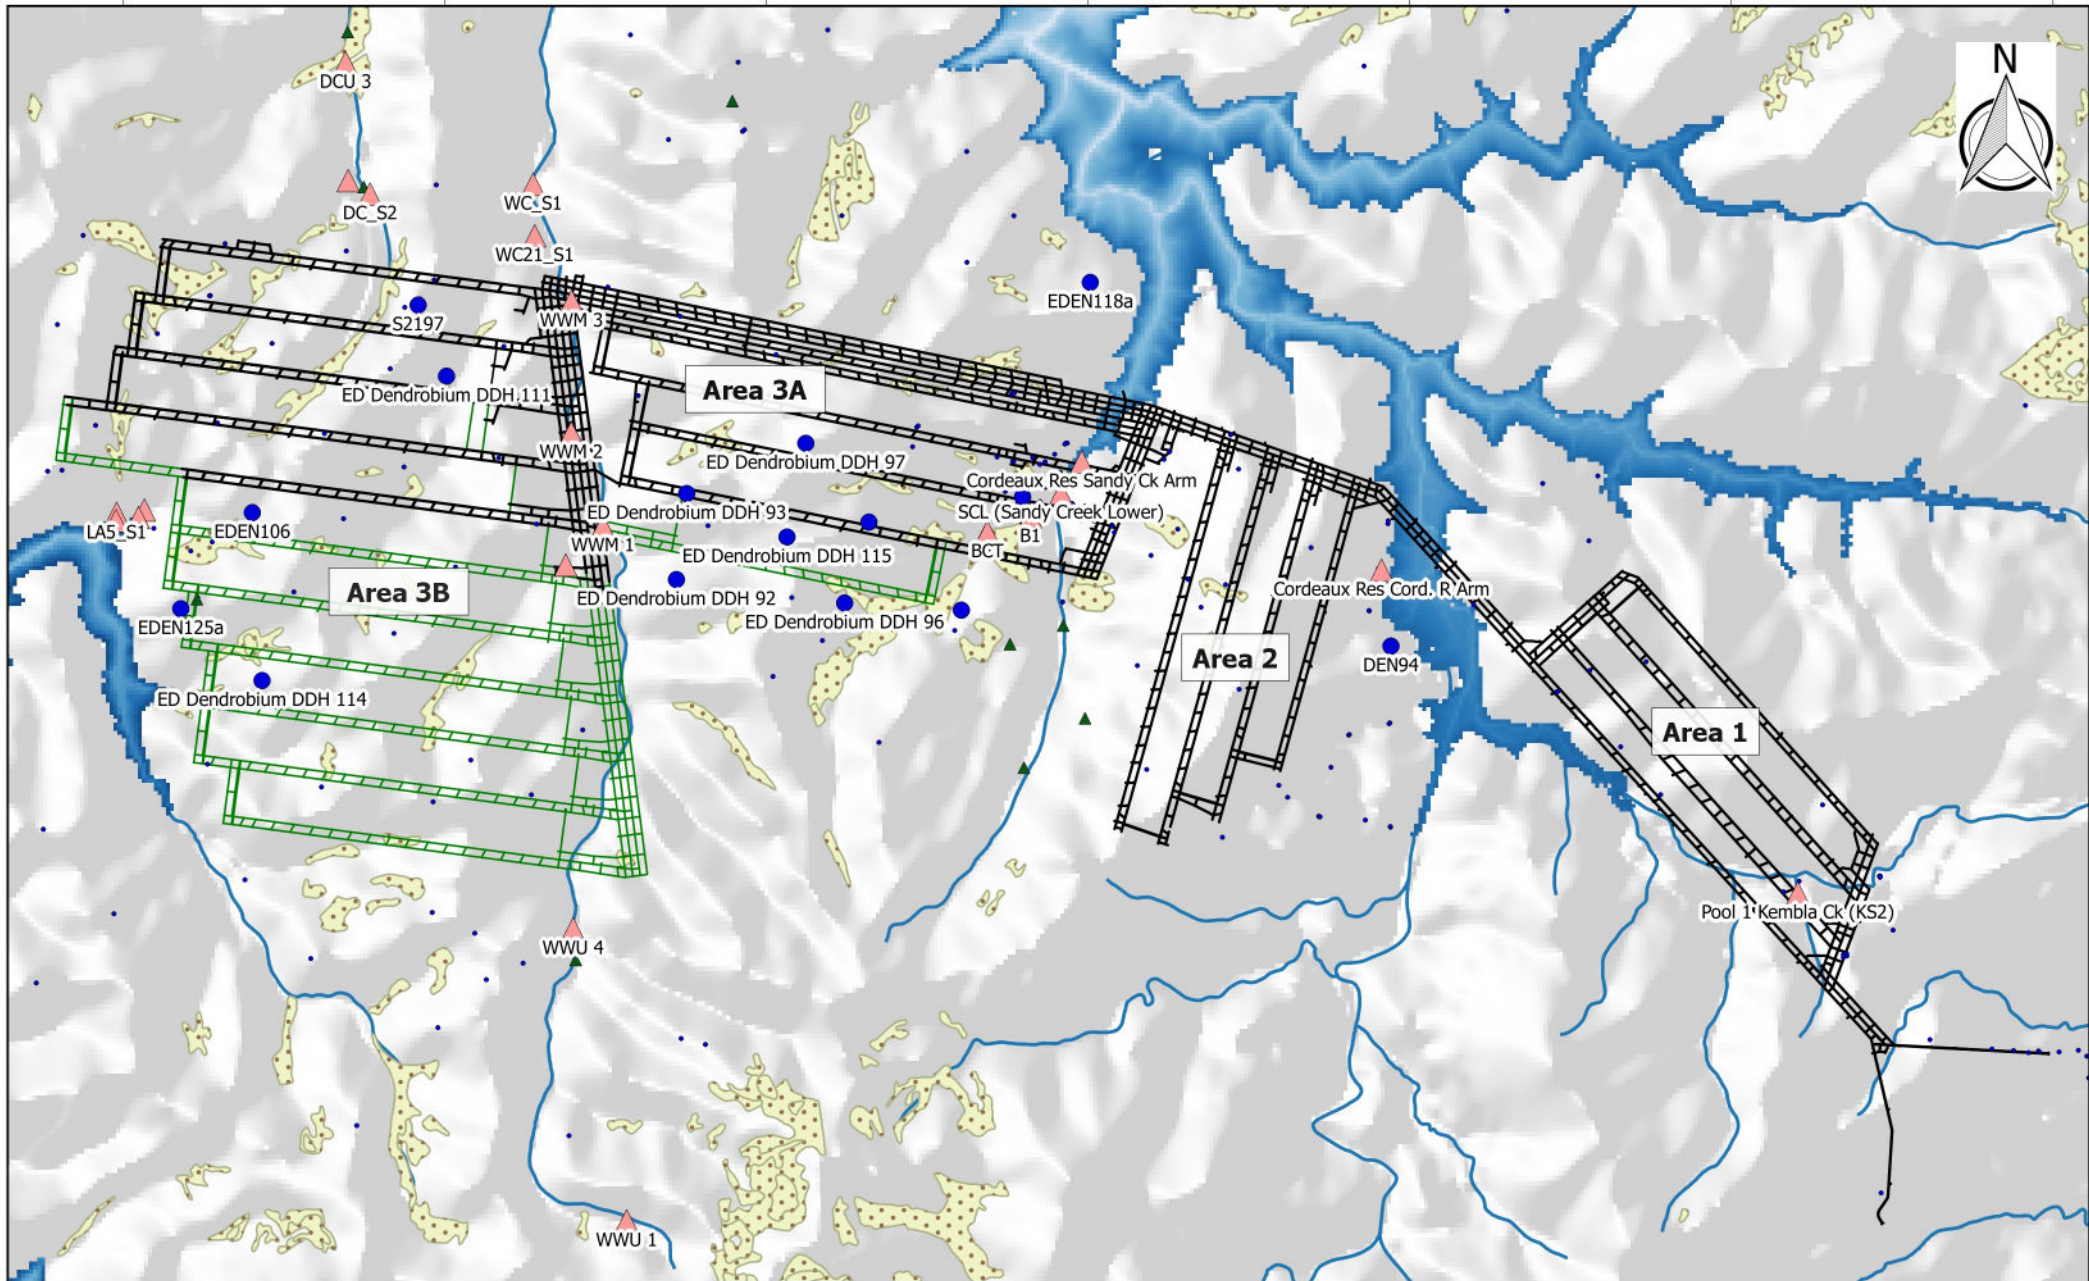 N
DCU 3
DC_S2
WC_S1
WC21_S1
EDEN118a
S2197
WWM 3
ED Dendrobium DDH 111
Area 3A
WWM 2
ED Dendrobium DDH 97
Cordeaux Res Sandy Ck Arm
ED Dendrobium DDH 93
SCL (Sandy Creek Lower)
LA5_S1
EDEN106
WWM 1
B1
BCT
ED Dendrobium DDH 115
Area 3B
ED Dendrobium DDH 92
Cordeaux Res Cord. R Arm
EDEN125a
ED Dendrobium DDH 96
Area 2
DEN94
ED Dendrobium DDH 114
Area 1
Pool 1 Kembla Ck (KS2)
WWU 4
WWU 1